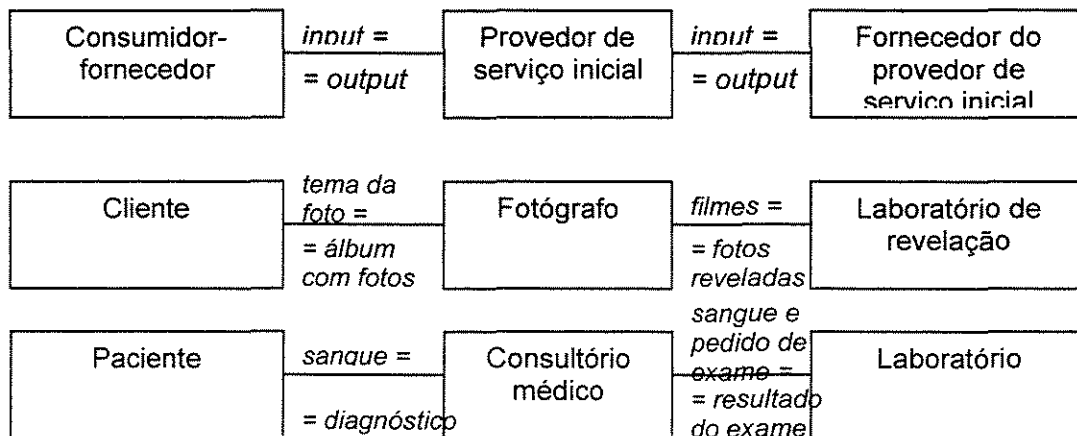 Consumidor-
fornecedor
input =
= output
Provedor de
serviço inicial
input =
= output
Fornecedor do
provedor de
serviço inicial
Cliente
tema da
foto =
= álbum
com fotos
Fotógrafo
filmes =
= fotos
reveladas
Laboratório de
revelação
Paciente
sangue =
= diagnóstico
Consultório
médico
sangue e
pedido de
exame =
= resultado
do exame
Laboratório